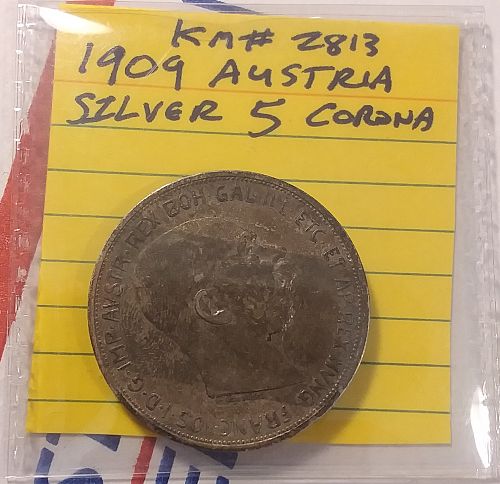 KM# 2813
1909 AUSTRIA
SILVER 5 CORONA
FRANC·IOS·I·D·G·IMP·AVSTR·REX BOH·GAL·ILL·ETC·ET AP·REX HVNG·